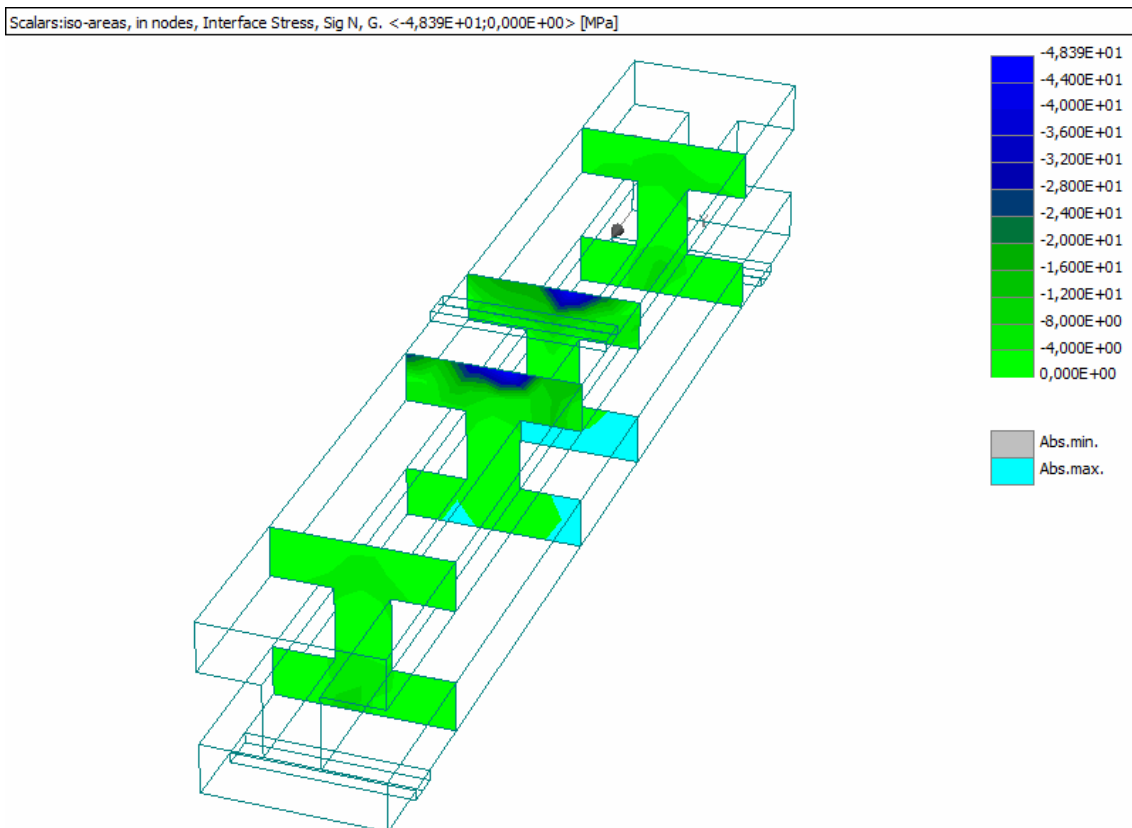 Scalars:iso-areas, in nodes, Interface Stress, Sig N, G. <-4,839E+01;0,000E+00> [MPa]
-4,839E+01
-4,400E+01
-4,000E+01
-3,600E+01
-3,200E+01
-2,800E+01
-2,400E+01
-2,000E+01
-1,600E+01
-1,200E+01
-8,000E+00
-4,000E+00
0,000E+00
Abs.min.
Abs.max.